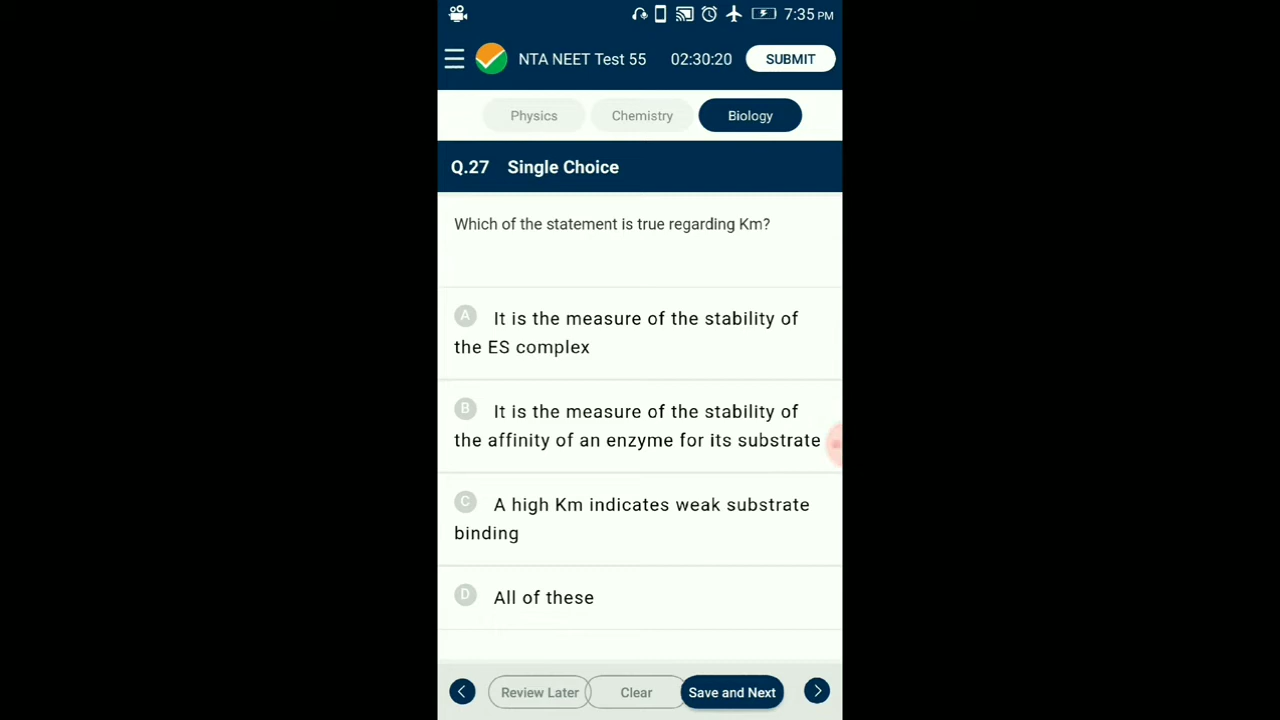 7:35 PM
NTA NEET Test 55 02:30:20 SUBMIT
Physics Chemistry Biology
Q.27 Single Choice
Which of the statement is true regarding Km?
A It is the measure of the stability of
the ES complex
B It is the measure of the stability of
the affinity of an enzyme for its substrate
C A high Km indicates weak substrate
binding
D All of these
Review Later Clear Save and Next